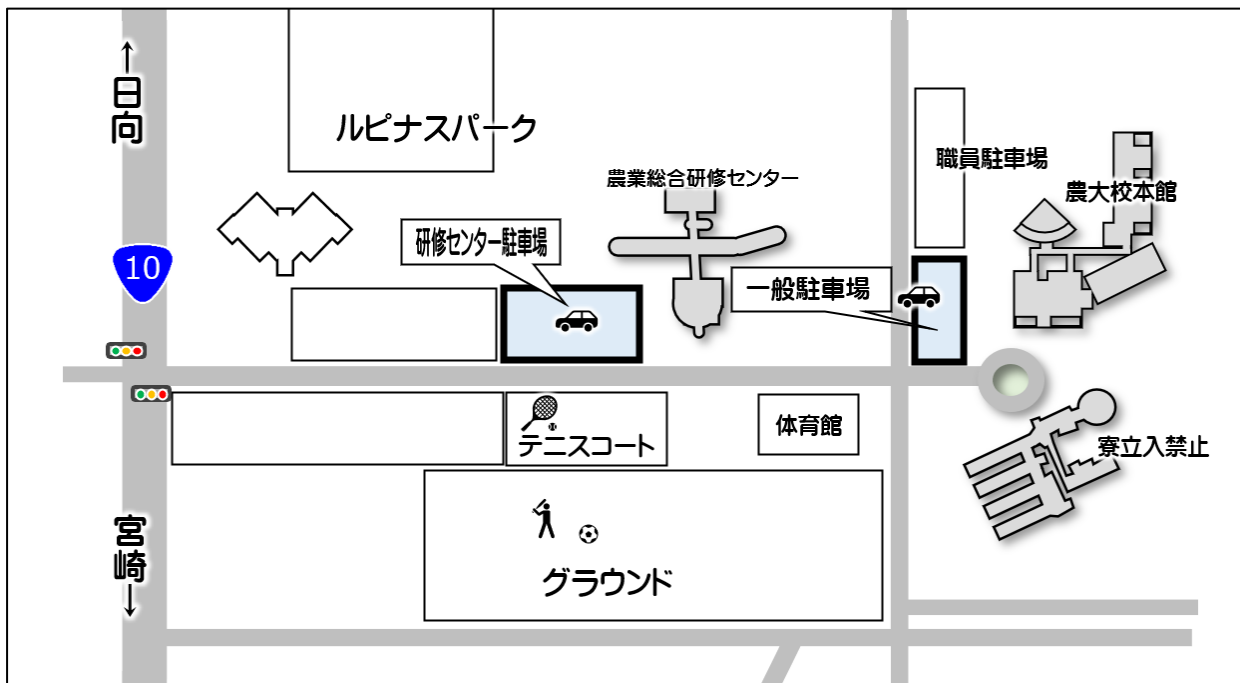 ↑日向
ルピナスパーク
農業総合研修センター
職員駐車場
農大校本館
研修センター駐車場
10
一般駐車場
テニスコート
体育館
寮立入禁止
宮崎↓
グラウンド